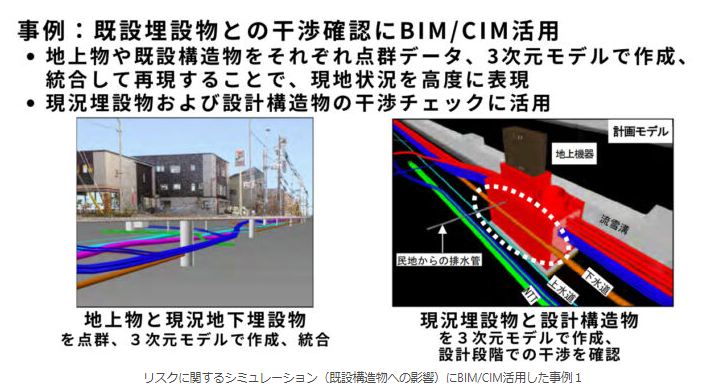 事例：既設埋設物との干渉確認にBIM/CIM活用
• 地上物や既設構造物をそれぞれ点群データ、3次元モデルで作成、
統合して再現することで、現地状況を高度に表現
• 現況埋設物および設計構造物の干渉チェックに活用
計画モデル
地上機器
流雪溝
民地からの排水管
下水道
上水道
NTT
地上物と現況地下埋設物
を点群、３次元モデルで作成、統合
現況埋設物と設計構造物
を３次元モデルで作成、
設計段階での干渉を確認
リスクに関するシミュレーション（既設構造物への影響）にBIM/CIM活用した事例１